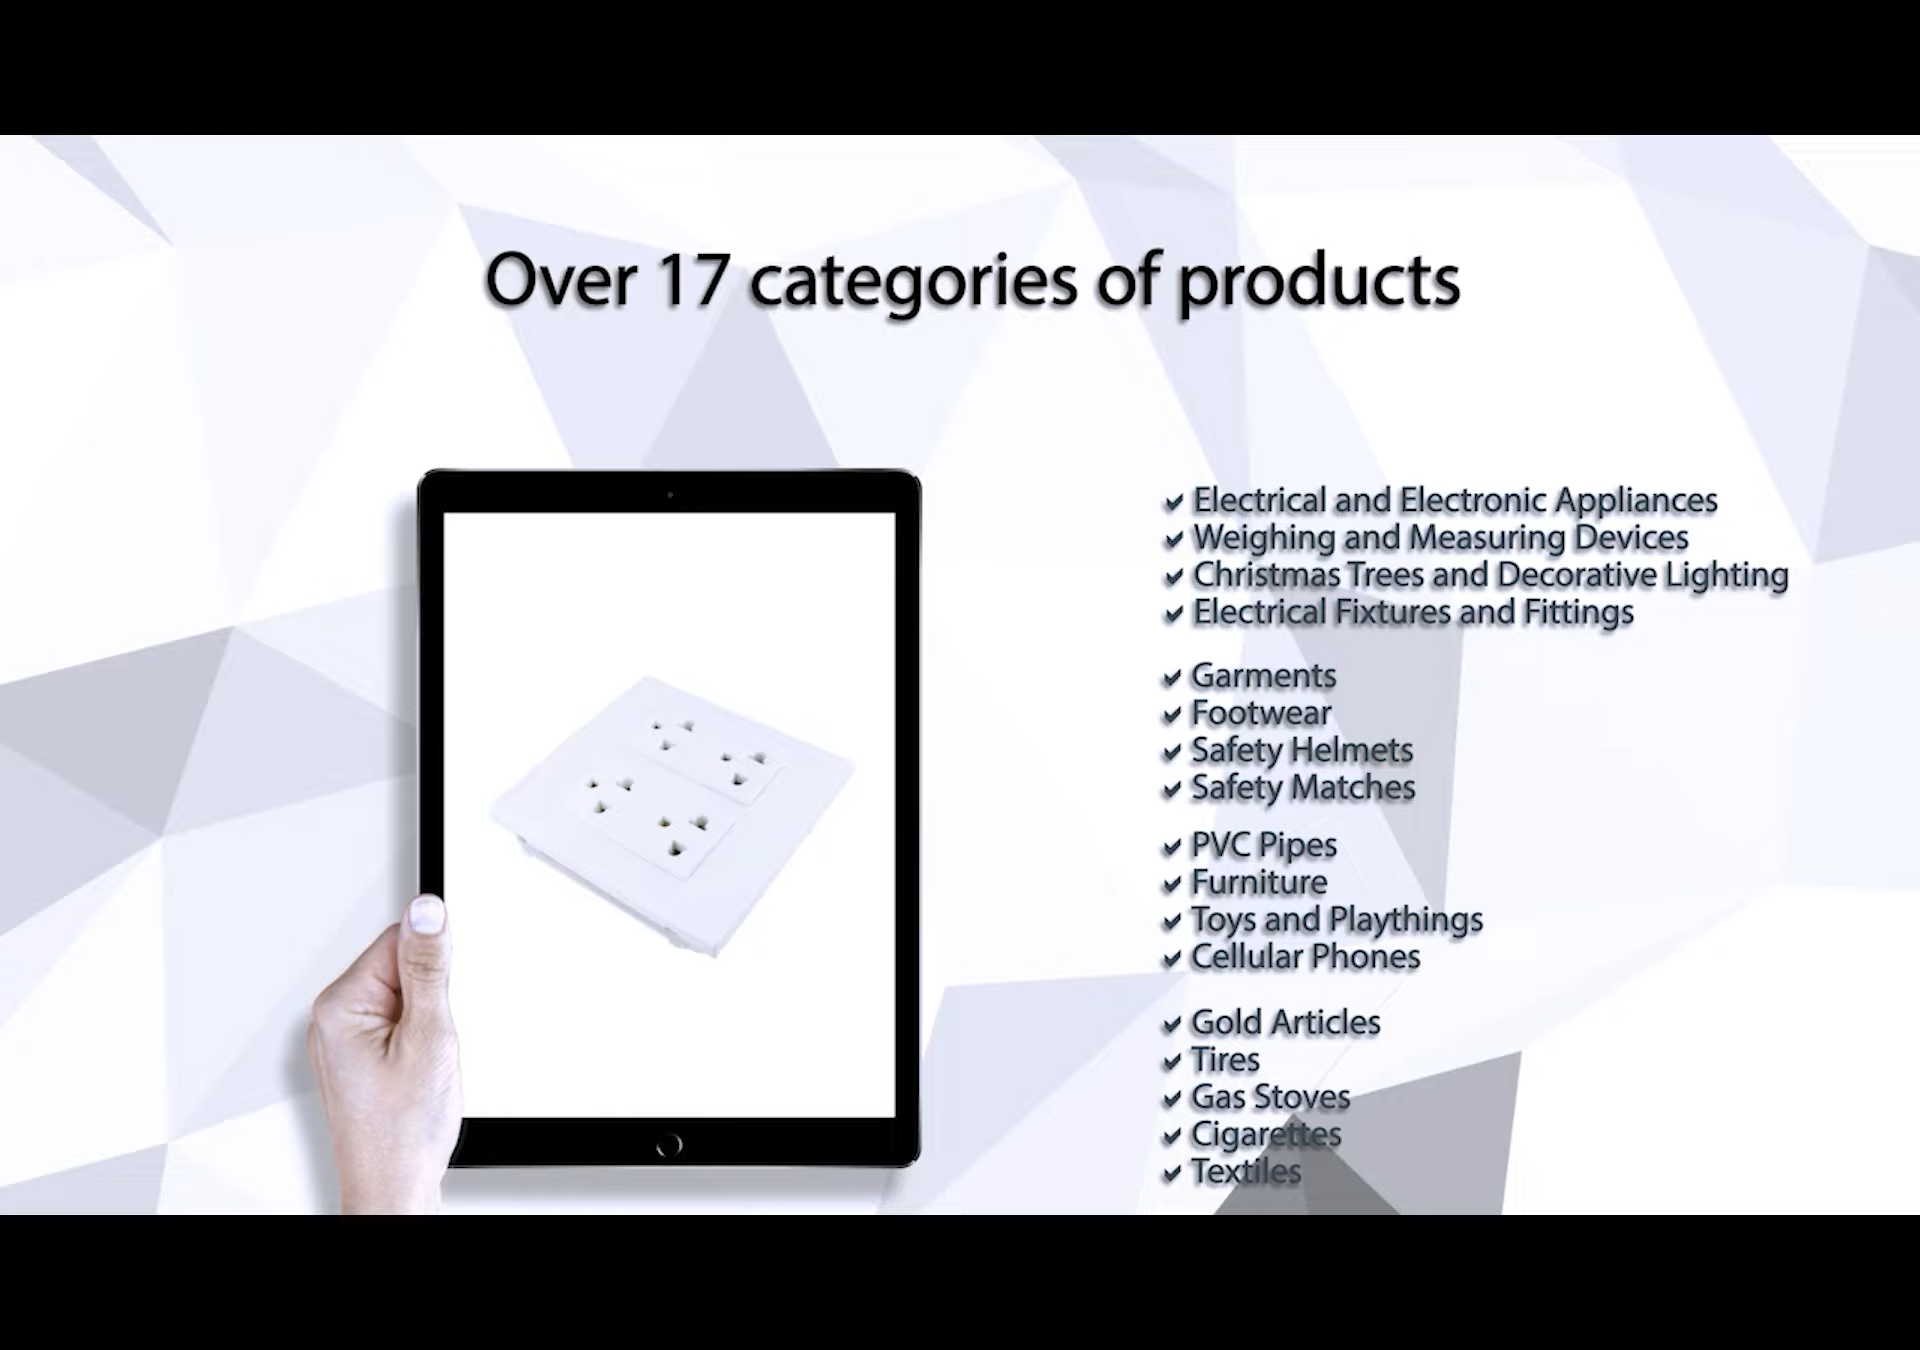 Over 17 categories of products
Electrical and Electronic Appliances
Weighing and Measuring Devices
Christmas Trees and Decorative Lighting
Electrical Fixtures and Fittings
Garments
Footwear
Safety Helmets
Safety Matches
PVC Pipes
Furniture
Toys and Playthings
Cellular Phones
Gold Articles
Tires
Gas Stoves
Cigarettes
Textiles